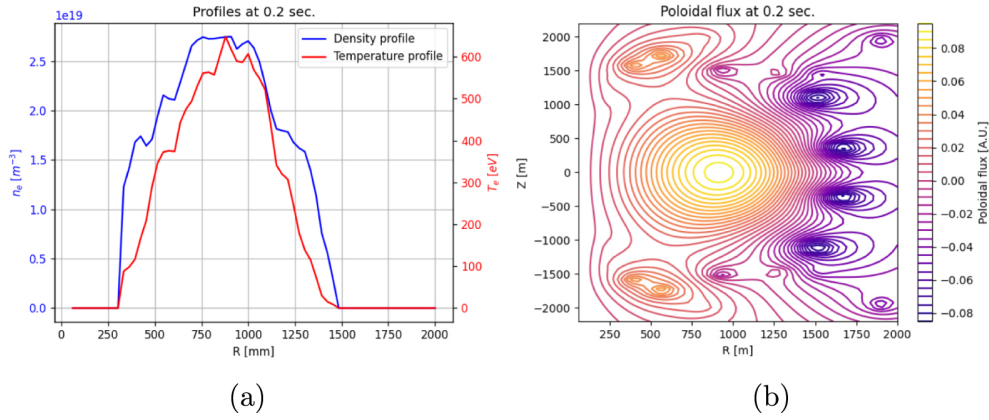 Profiles at 0.2 sec.
1e19
2.5
2.0
1.5
1.0
0.5
0.0
n_e [m^{-3}]
Density profile
Temperature profile
600
500
400
300
200
100
0
T_e [eV]
0 250 500 750 1000 1250 1500 1750 2000
R [mm]
(a)
Poloidal flux at 0.2 sec.
2000
1500
1000
500
0
−500
−1000
−1500
−2000
Z [m]
0 250 500 750 1000 1250 1500 1750 2000
R [m]
0.08
0.06
0.04
0.02
0.00
−0.02
−0.04
−0.06
−0.08
Poloidal flux [A.U.]
(b)